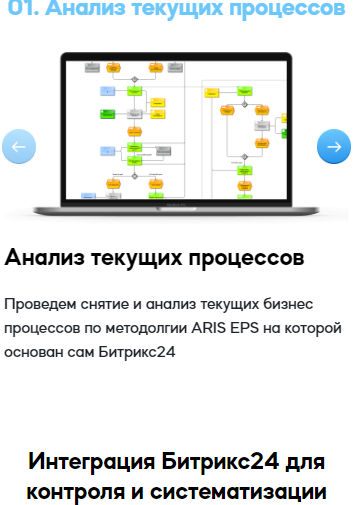 01. Анализ текущих процессов
Анализ текущих процессов
Проведем снятие и анализ текущих бизнес
процессов по методолгии ARIS EPS на которой
основан сам Битрикс24
Интеграция Битрикс24 для
контроля и систематизации